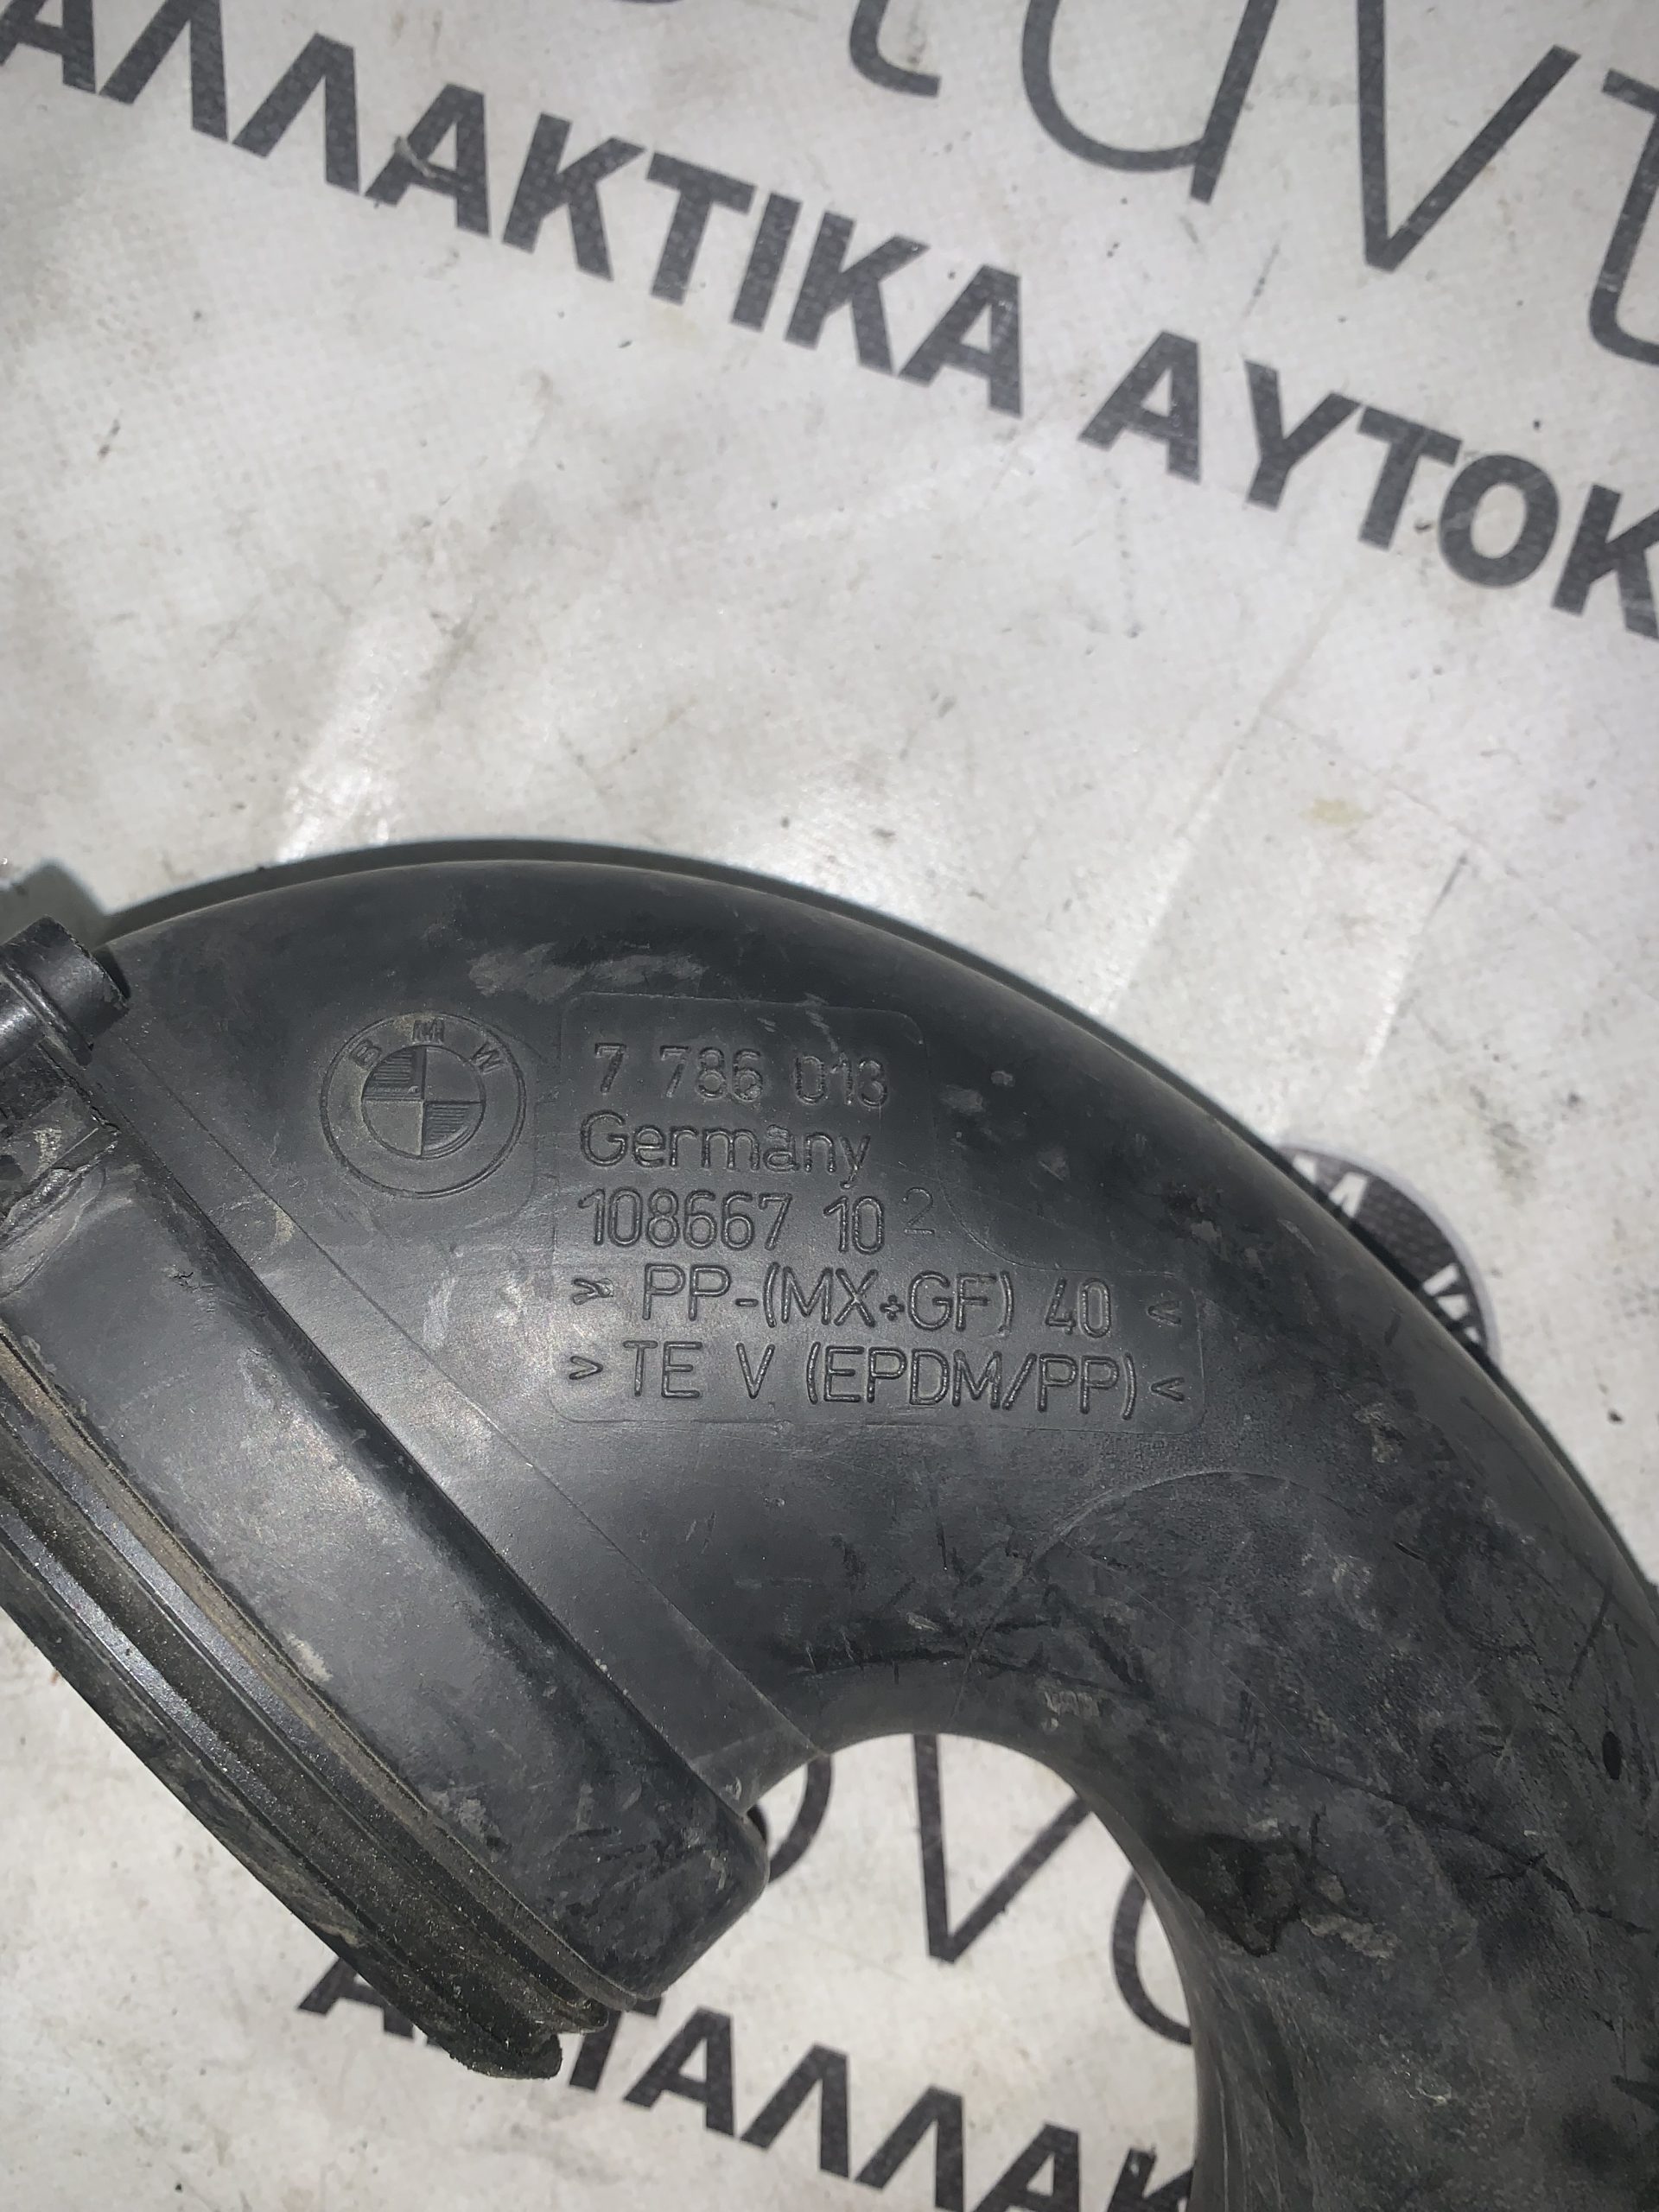 ΑΛΛΑΚΤΙΚΑ ΑΥΤΟΚ
BMW
7 786 013
Germany
108667 10 2
> PP-(MX+GF) 40 <
> TE V (EPDM/PP) <